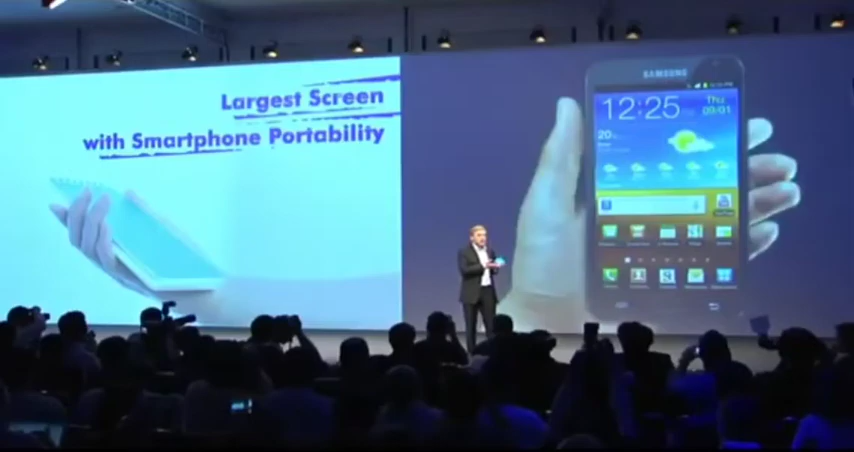 Largest Screen
with Smartphone Portability
SAMSUNG
12:25
Thu
09/01
20